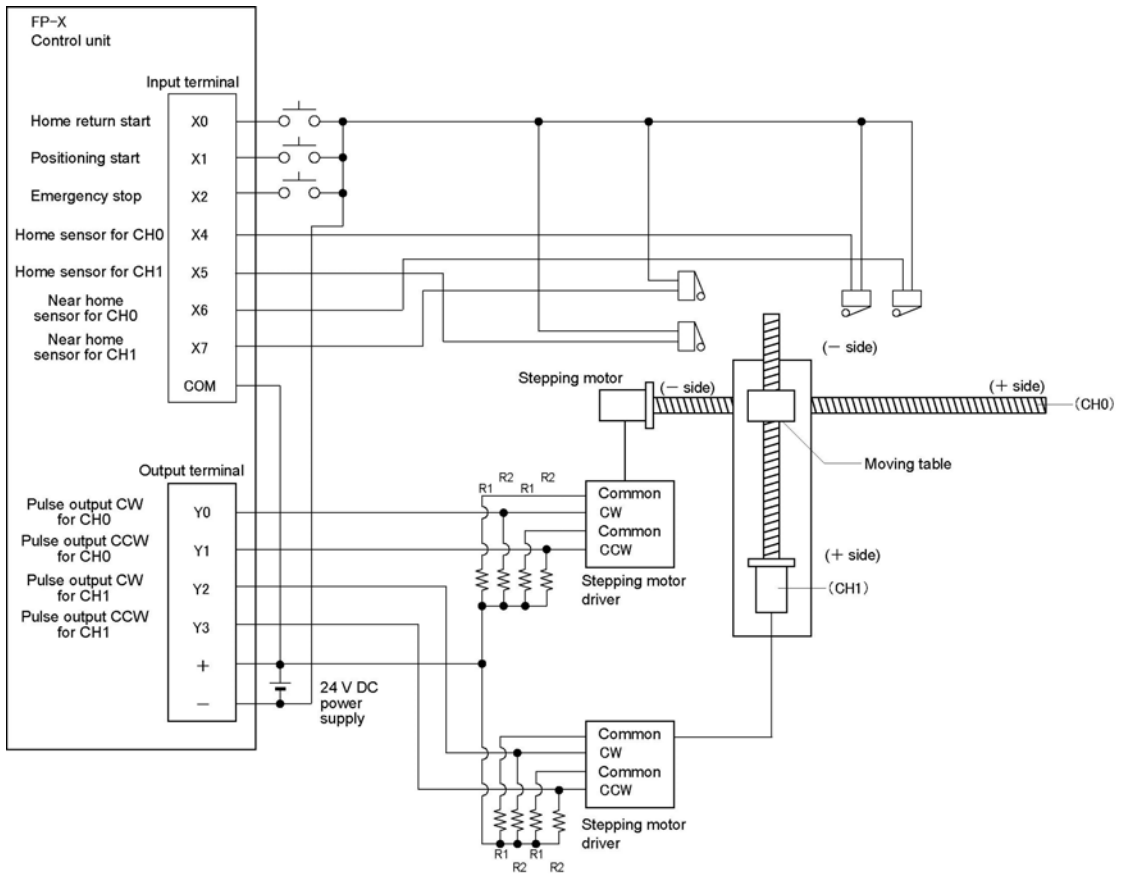 FP-X
Control unit
Input terminal
Home return start
X0
Positioning start
X1
Emergency stop
X2
Home sensor for CH0
X4
Home sensor for CH1
X5
Near home
sensor for CH0
X6
Near home
sensor for CH1
X7
COM
(− side)
Stepping motor
(− side)
(+ side)
(CH0)
Moving table
Output terminal
R1
R2
R1
R2
Pulse output CW
for CH0
Y0
Pulse output CCW
for CH0
Y1
Pulse output CW
for CH1
Y2
Pulse output CCW
for CH1
Y3
+
−
Common
CW
Common
CCW
Stepping motor
driver
(+ side)
(CH1)
24 V DC
power
supply
Common
CW
Common
CCW
Stepping motor
driver
R1
R2
R1
R2